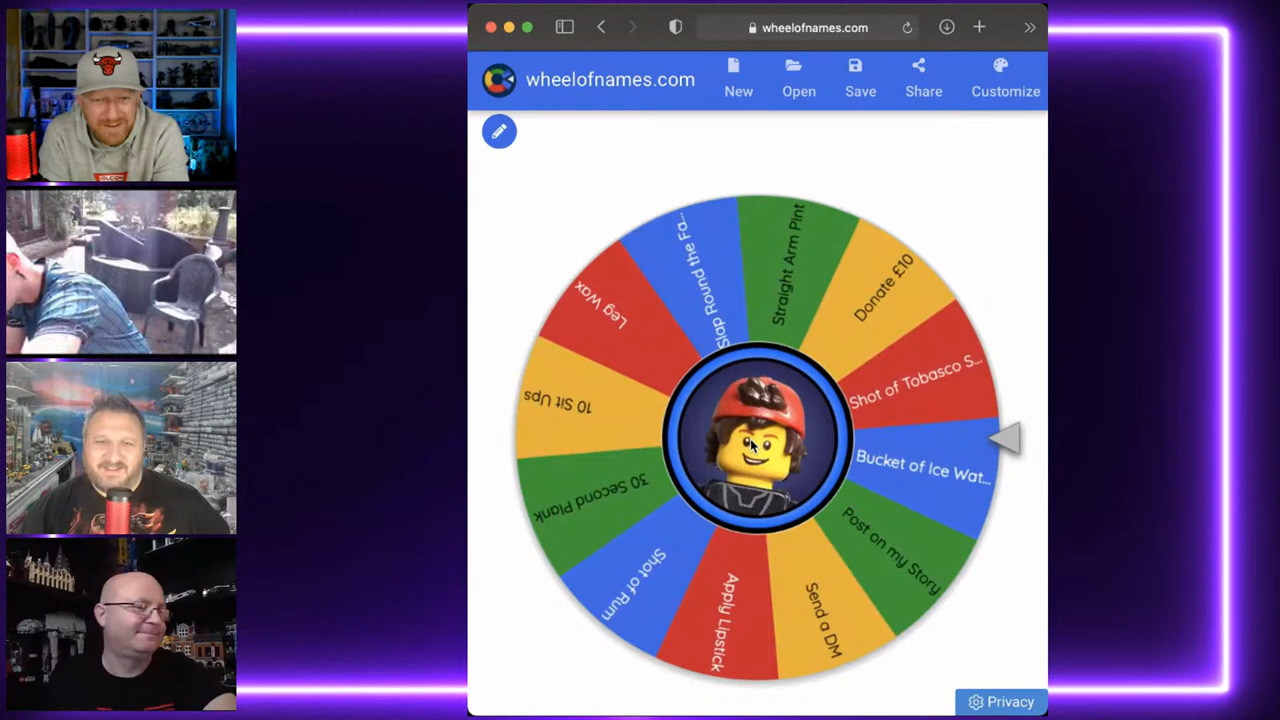 wheelofnames.com
wheelofnames.com
New
Open
Save
Share
Customize
Slap Round the Fa...
Straight Arm Pint
Donate £10
Shot of Tobasco S...
Bucket of Ice Wat...
Post on my Story
Send a DM
Apply Lipstick
Shot of Rum
30 Second Plank
10 Sit Ups
Leg Wax
Privacy